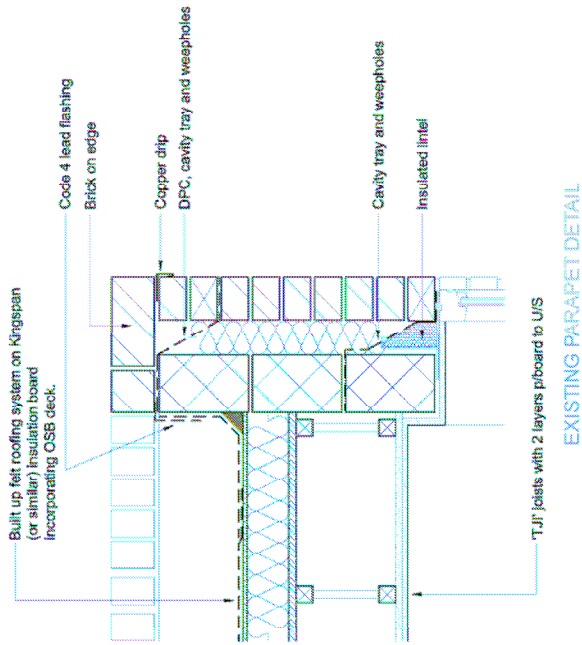 Built up felt roofing system on Kingspan
(or similar) insulation board
incorporating OSB deck.
Code 4 lead flashing
Brick on edge
Copper drip
DPC, cavity tray and weepholes
Cavity tray and weepholes
Insulated lintel
'TJI' joists with 2 layers p/board to U/S
EXISTING PARAPET DETAIL